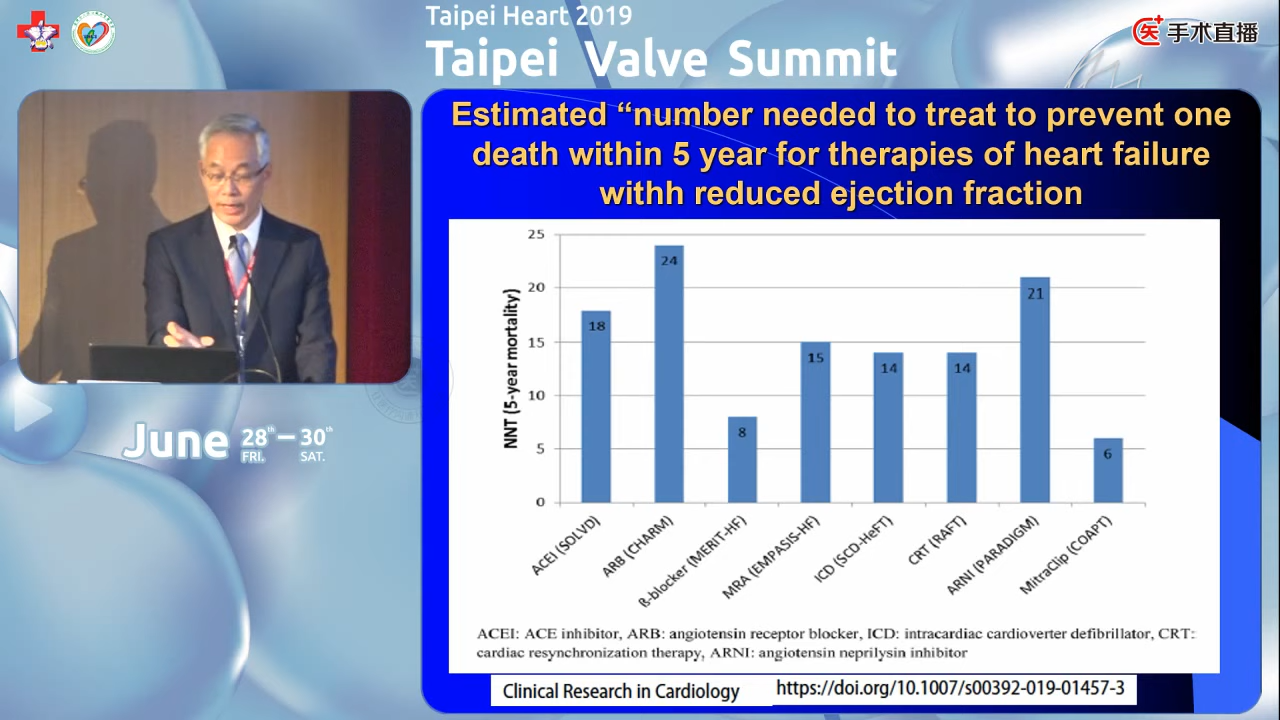 Taipei Heart 2019
Taipei Valve Summit
医 手术直播
Estimated “number needed to treat to prevent one
death within 5 year for therapies of heart failure
withh reduced ejection fraction
NNT (5-year mortality)
25
20
15
10
5
0
18
24
8
15
14
14
21
6
ACEI (SOLVD)
ARB (CHARM)
ß-blocker (MERIT-HF)
MRA (EMPASIS-HF)
ICD (SCD-HeFT)
CRT (RAFT)
ARNI (PARADIGM)
MitraClip (COAPT)
ACEI: ACE inhibitor, ARB: angiotensin receptor blocker, ICD: intracardiac cardioverter defibrillator, CRT:
cardiac resynchronization therapy, ARNI: angiotensin neprilysin inhibitor
Clinical Research in Cardiology
https://doi.org/10.1007/s00392-019-01457-3
June 28th — 30th
FRI. SAT.